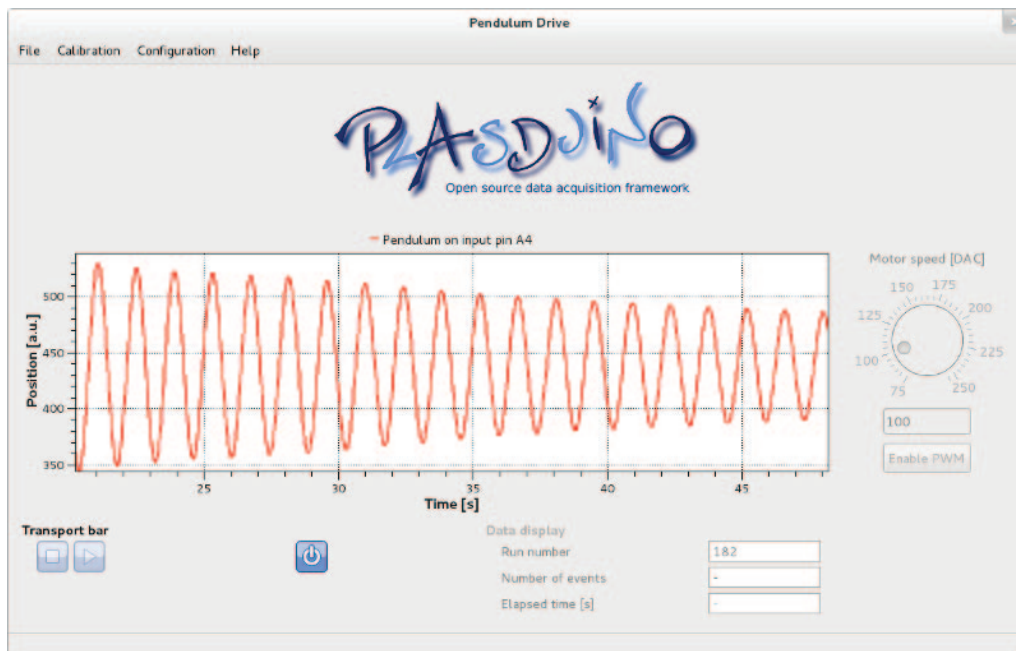 Pendulum Drive
File Calibration Configuration Help
PLASDUINO
Open source data acquisition framework
Pendulum on input pin A4
Position [a.u.]
500
450
400
350
25 30 35 40 45
Time [s]
Motor speed [DAC]
75 100 125 150 175 200 225 250
100
Enable PWM
Transport bar
Data display
Run number 182
Number of events -
Elapsed time [s] -